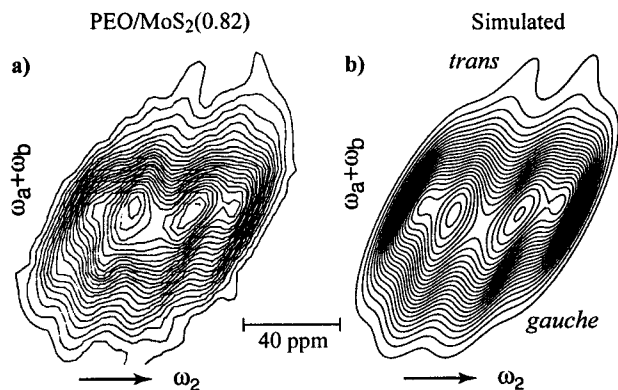 PEO/MoS₂(0.82)
Simulated
a)
b)
trans
ωa+ωb
ωa+ωb
gauche
40 ppm
ω₂
ω₂